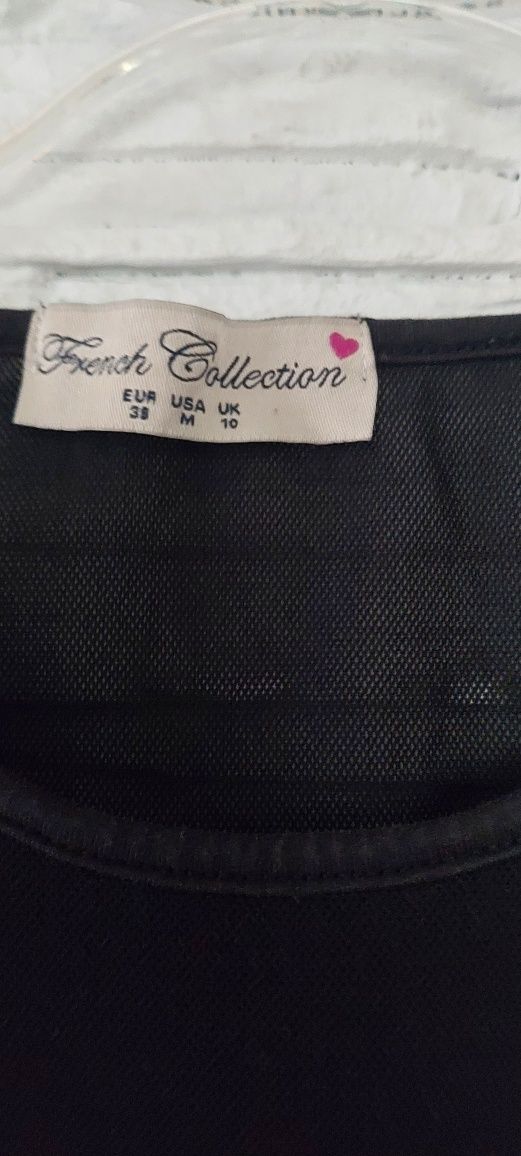 French Collection
EUR USA UK
38 M 10